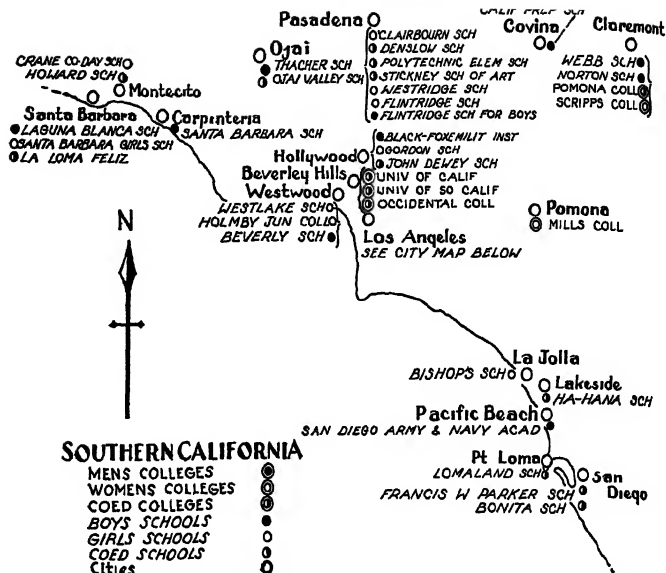 Pasadena
CLAIRBOURN SCH
DENSLOW SCH
POLYTECHNIC ELEM SCH
STICKNEY SCH OF ART
WESTRIDGE SCH
FLINTRIDGE SCH
FLINTRIDGE SCH FOR BOYS
CALIF PREP SCH
Covina
Claremont
WEBB SCH
NORTON SCH
POMONA COLL
SCRIPPS COLL
Ojai
THACHER SCH
OJAI VALLEY SCH
CRANE CO-DAY SCH
HOWARD SCH
Montecito
Santa Barbara
LAGUNA BLANCA SCH
SANTA BARBARA GIRLS SCH
LA LOMA FELIZ
Carpinteria
SANTA BARBARA SCH
BLACK-FOXE MILIT INST
GORDON SCH
JOHN DEWEY SCH
Hollywood
Beverley Hills
Westwood
UNIV OF CALIF
UNIV OF SO CALIF
OCCIDENTAL COLL
WESTLAKE SCH
HOLMBY JUN COLL
BEVERLY SCH
Los Angeles
SEE CITY MAP BELOW
Pomona
MILLS COLL
N
La Jolla
BISHOP'S SCH
Lakeside
HA-HANA SCH
Pacific Beach
SAN DIEGO ARMY & NAVY ACAD
Pt Loma
LOMALAND SCH
San Diego
FRANCIS W PARKER SCH
BONITA SCH
SOUTHERN CALIFORNIA
MENS COLLEGES
WOMENS COLLEGES
COED COLLEGES
BOYS SCHOOLS
GIRLS SCHOOLS
COED SCHOOLS
Cities